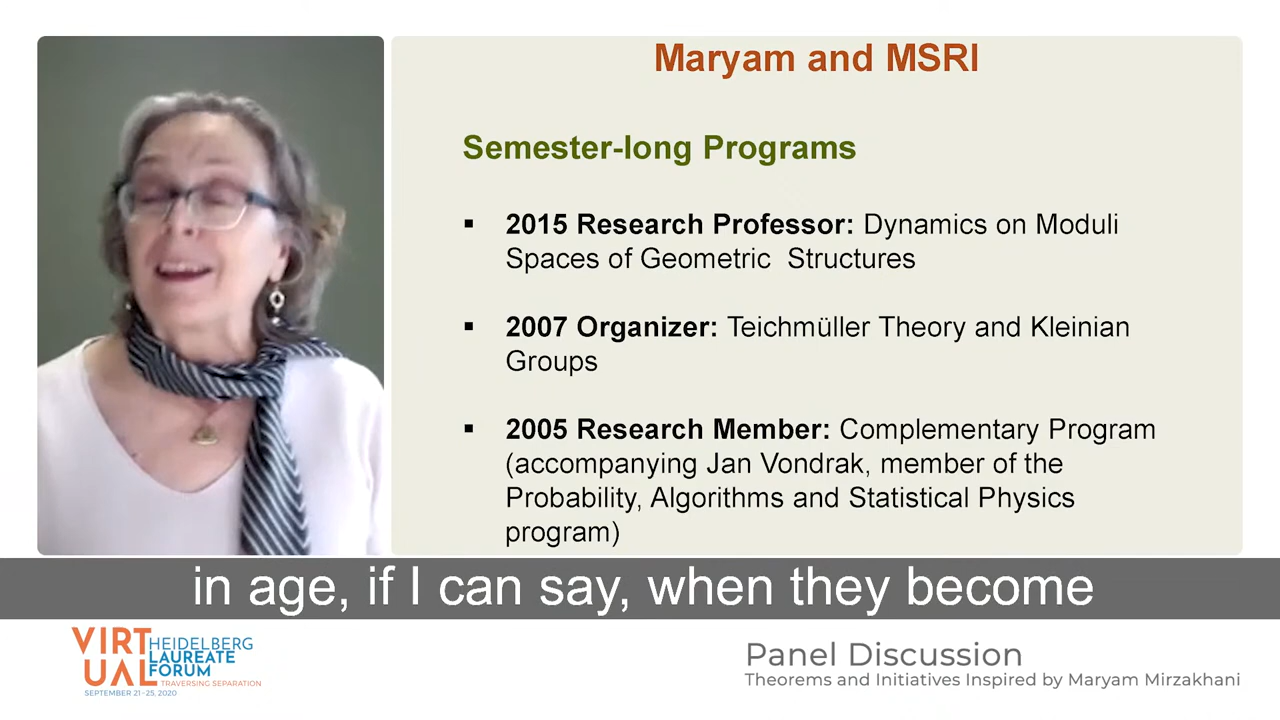 Maryam and MSRI
Semester-long Programs
▪ 2015 Research Professor: Dynamics on Moduli
Spaces of Geometric Structures
▪ 2007 Organizer: Teichmüller Theory and Kleinian
Groups
▪ 2005 Research Member: Complementary Program
(accompanying Jan Vondrak, member of the
Probability, Algorithms and Statistical Physics
program)
in age, if I can say, when they become
VIRT
UAL
HEIDELBERG
LAUREATE
FORUM
TRAVERSING SEPARATION
SEPTEMBER 21–25, 2020
Panel Discussion
Theorems and Initiatives Inspired by Maryam Mirzakhani